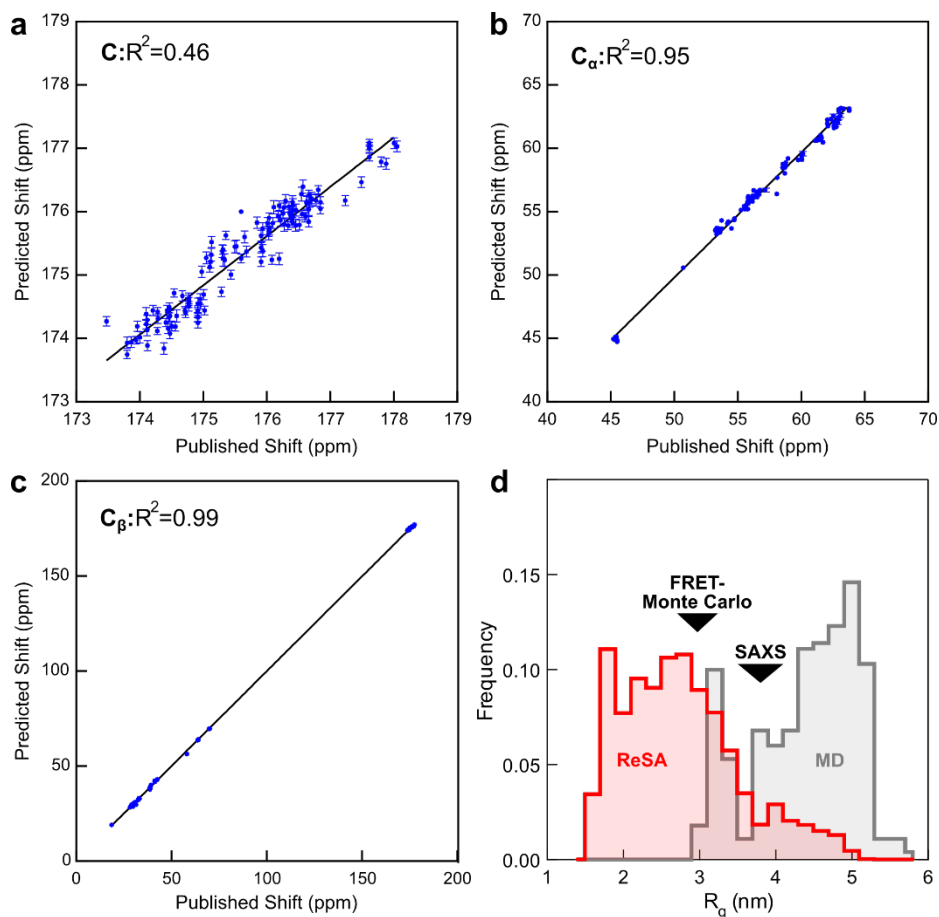 a
C:R²=0.46
179
178
177
176
175
174
173
Predicted Shift (ppm)
173 174 175 176 177 178 179
Published Shift (ppm)
b
Cα:R²=0.95
70
65
60
55
50
45
40
Predicted Shift (ppm)
40 45 50 55 60 65 70
Published Shift (ppm)
c
Cβ:R²=0.99
200
150
100
50
0
Predicted Shift (ppm)
0 50 100 150 200
Published Shift (ppm)
d
FRET-
Monte Carlo
SAXS
ReSA
MD
0.15
0.10
0.05
0.00
Frequency
1 2 3 4 5 6
Rg (nm)